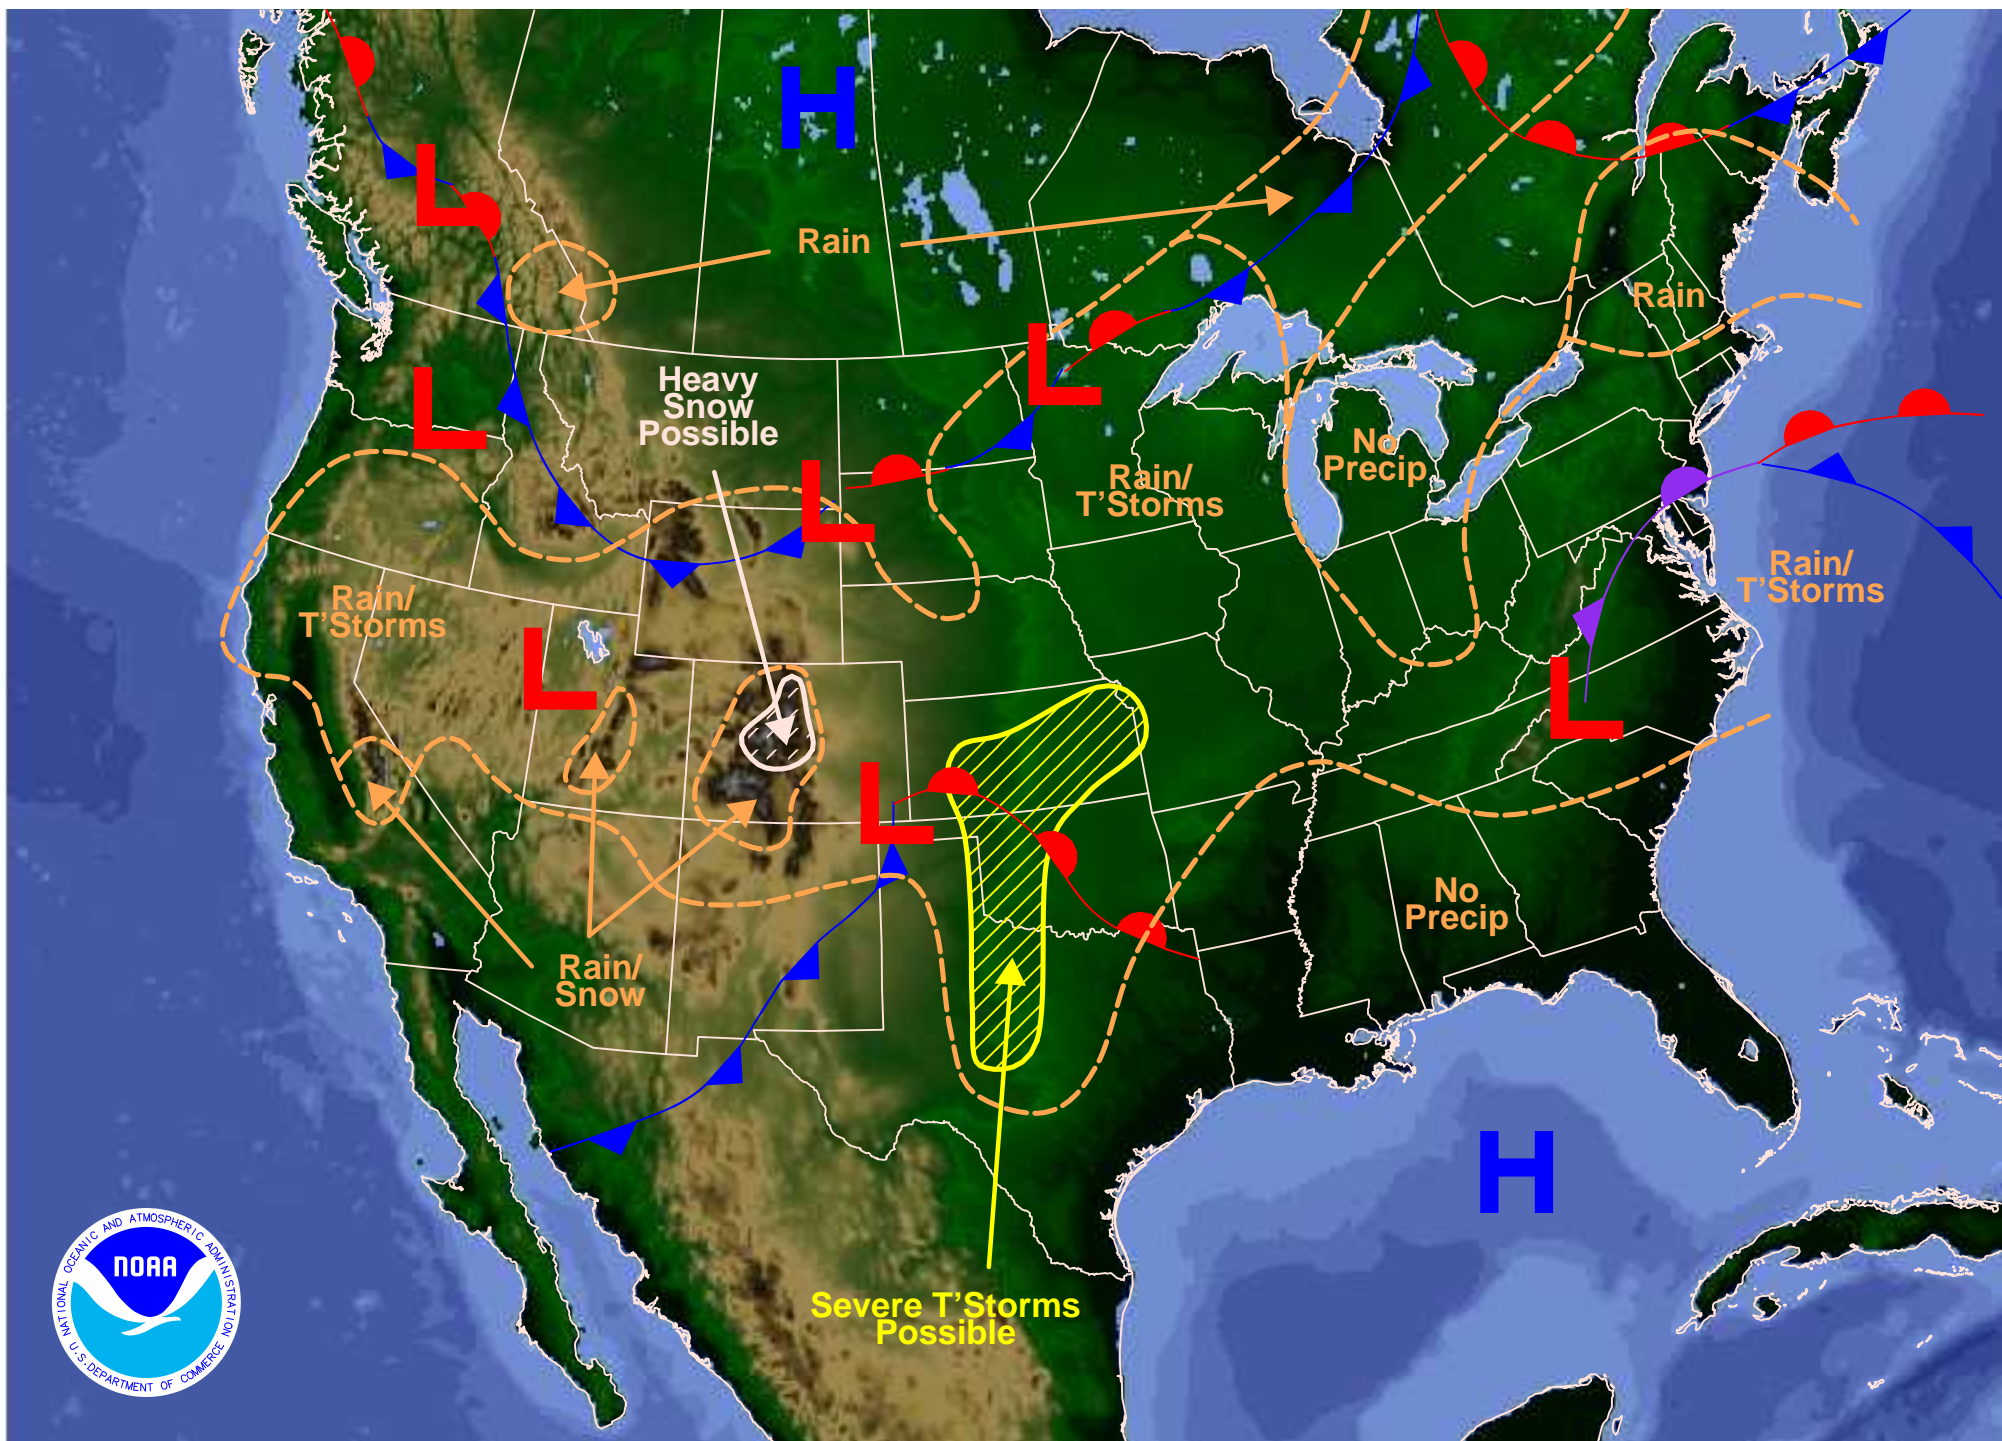 H
L
Rain
Rain
L
Heavy
Snow
Possible
L
No
Precip
Rain/
T'Storms
L
Rain/
T'Storms
Rain/
T'Storms
L
L
L
No
Precip
Rain/
Snow
H
Severe T'Storms
Possible
NATIONAL OCEANIC AND ATMOSPHERIC ADMINISTRATION
NOAA
U.S. DEPARTMENT OF COMMERCE